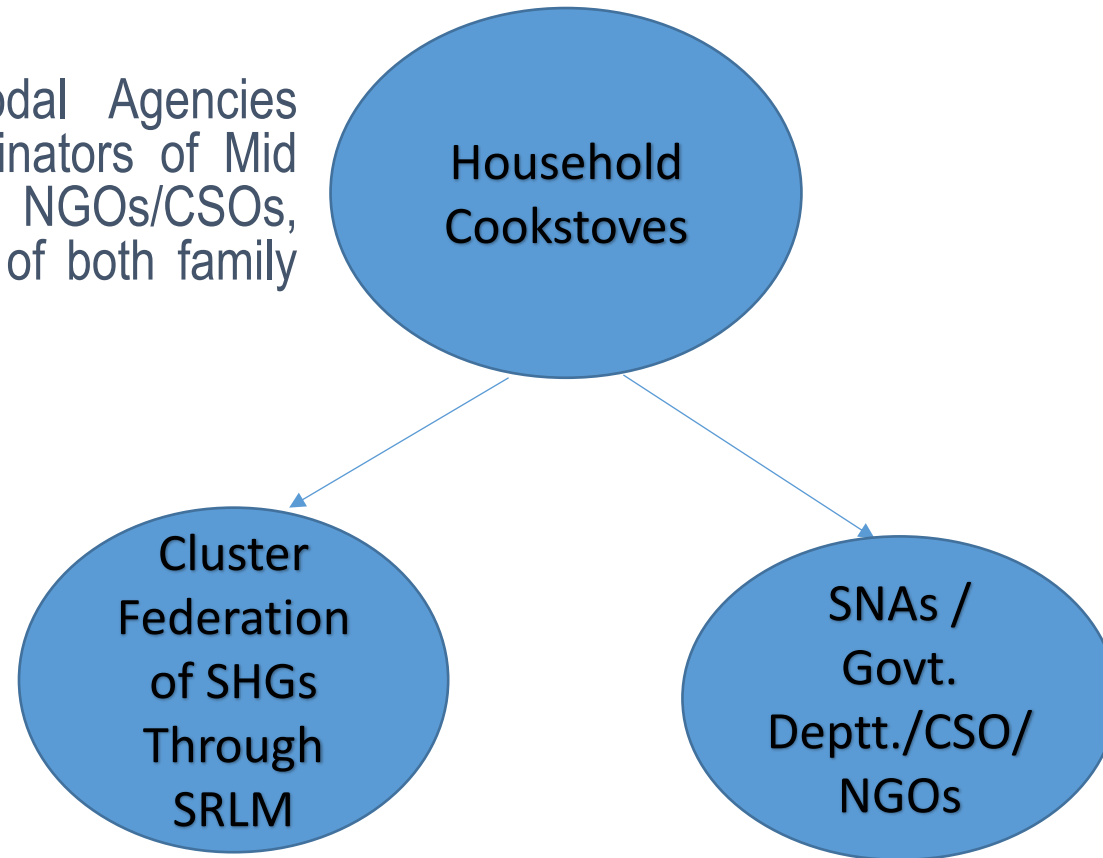 odal Agencies
inators of Mid
NGOs/CSOs,
of both family
Household
Cookstoves
Cluster
Federation
of SHGs
Through
SRLM
SNAs /
Govt.
Deptt./CSO/
NGOs